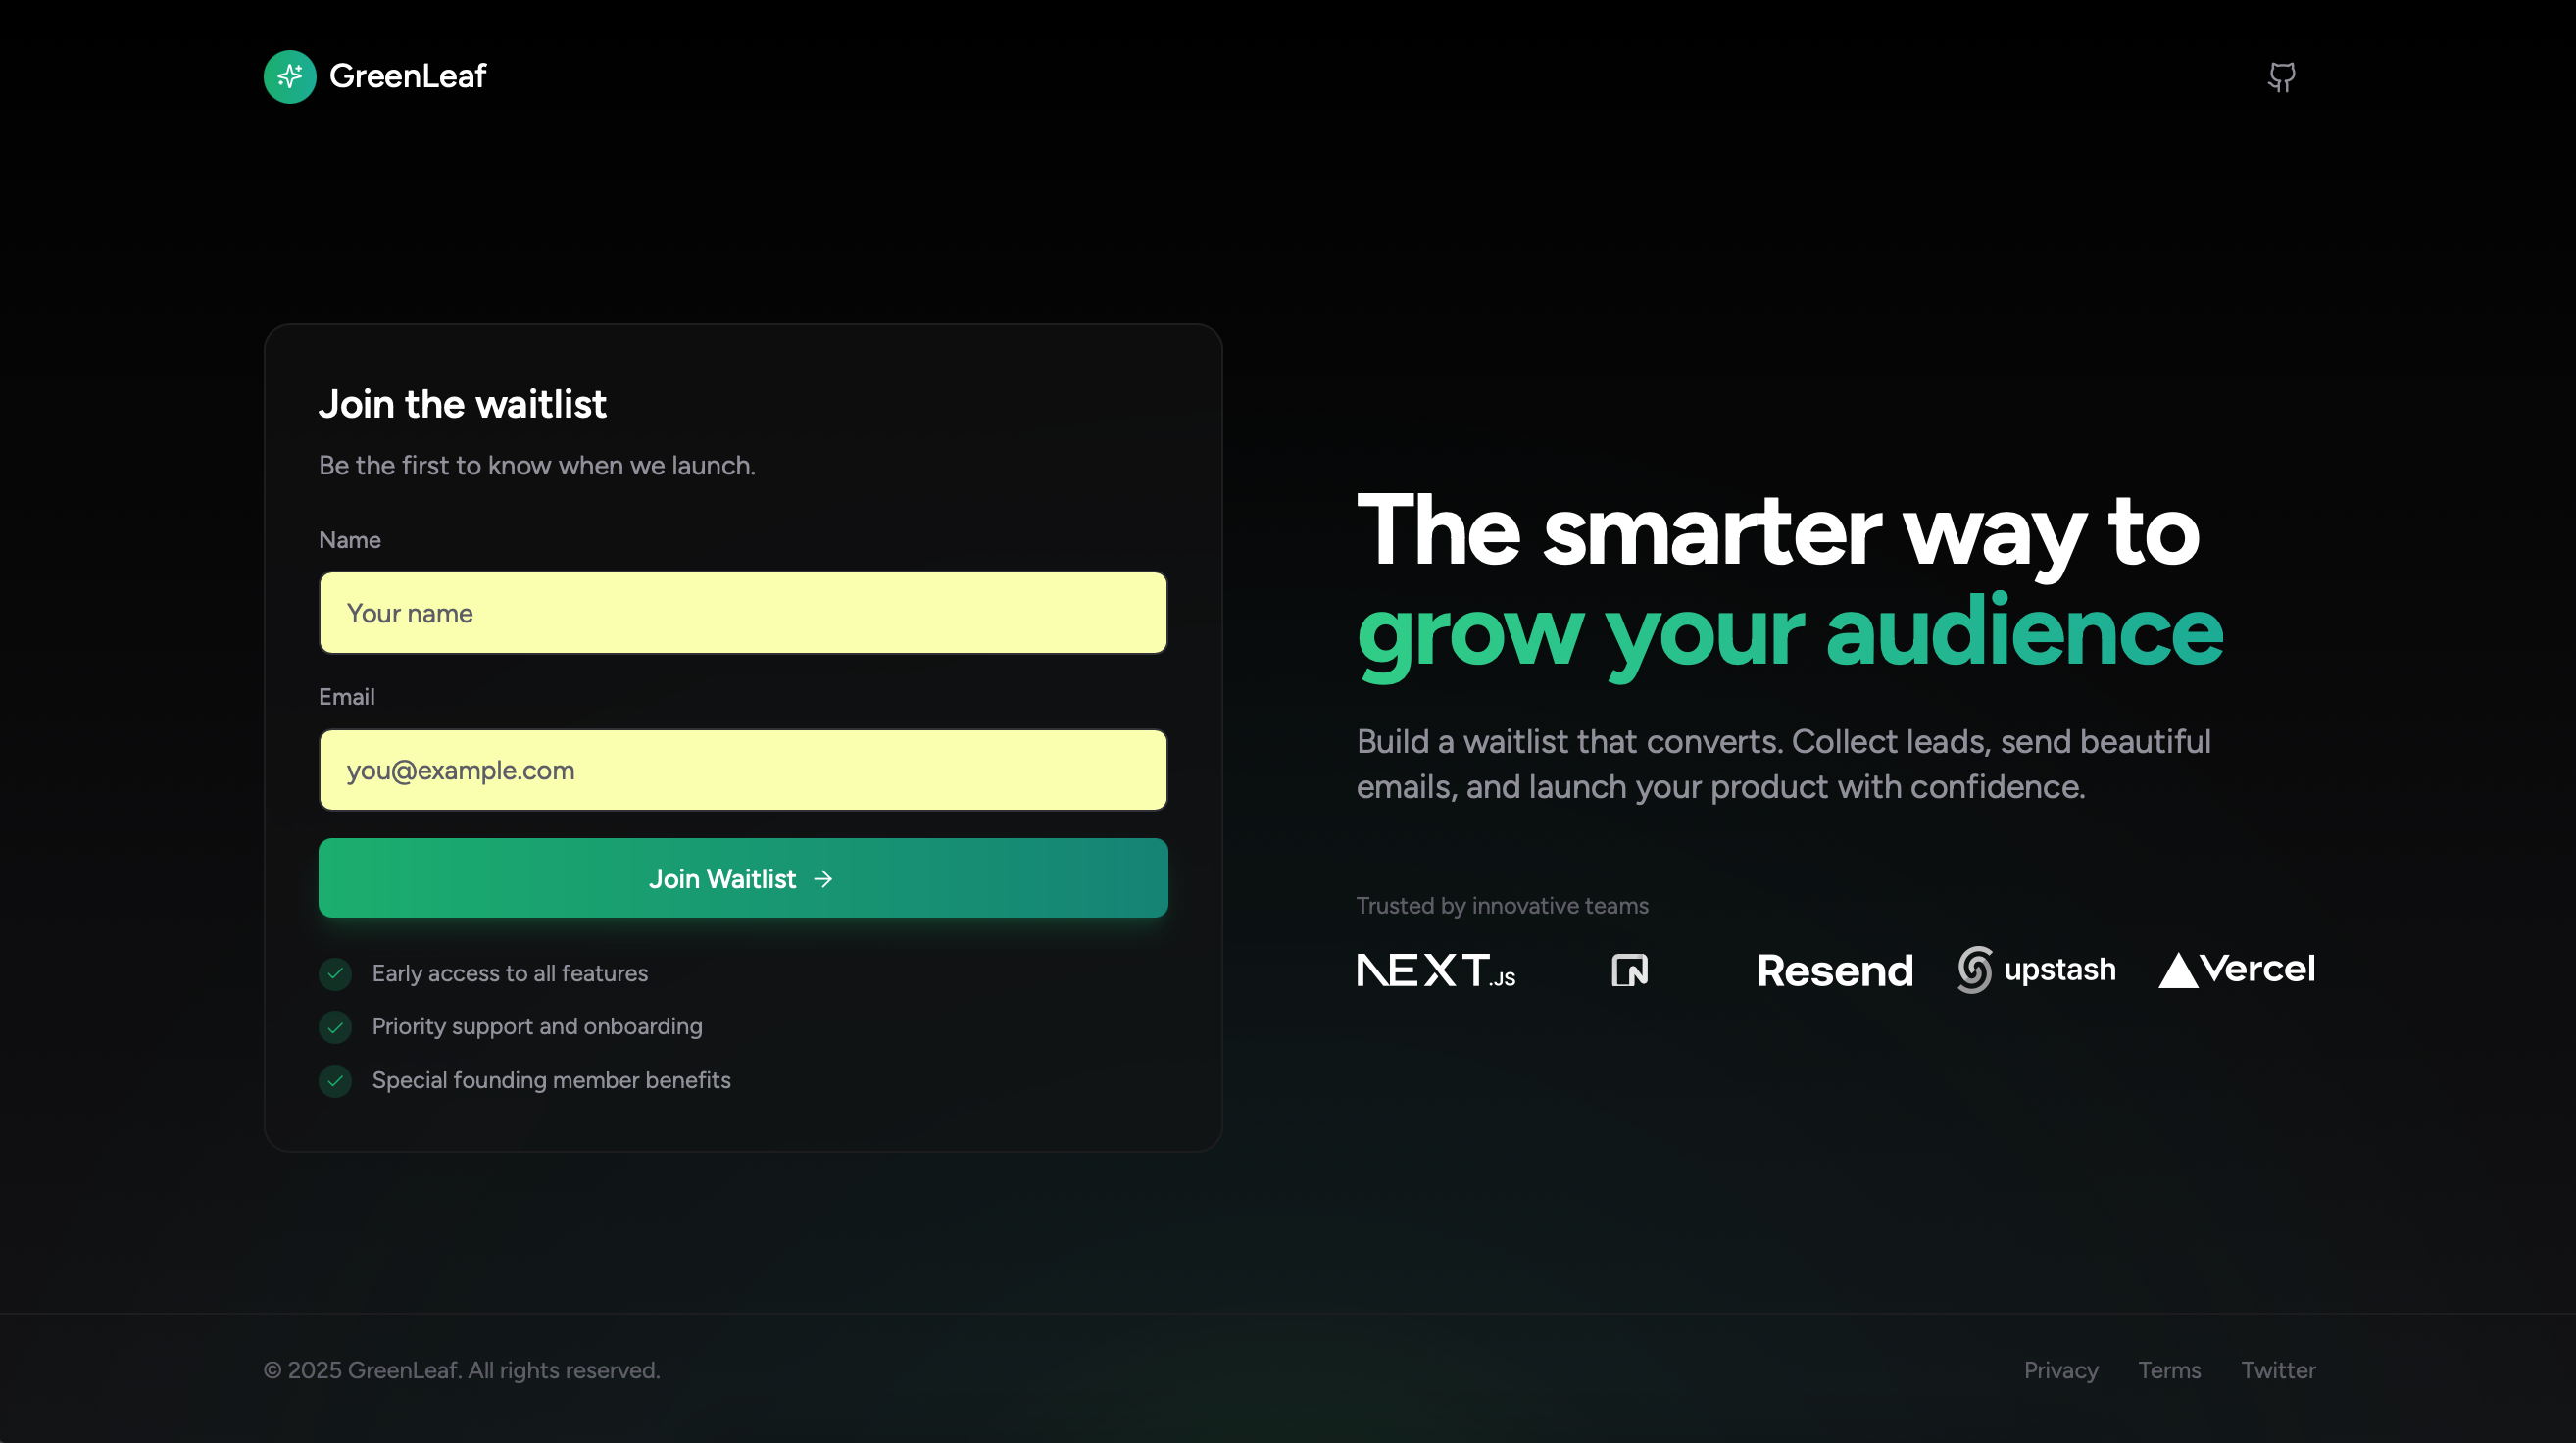 GreenLeaf
Join the waitlist
Be the first to know when we launch.
Name
Your name
Email
you@example.com
Join Waitlist →
Early access to all features
Priority support and onboarding
Special founding member benefits
The smarter way to
grow your audience
Build a waitlist that converts. Collect leads, send beautiful
emails, and launch your product with confidence.
Trusted by innovative teams
NEXT.JS
Resend
upstash
Vercel
© 2025 GreenLeaf. All rights reserved.
Privacy
Terms
Twitter